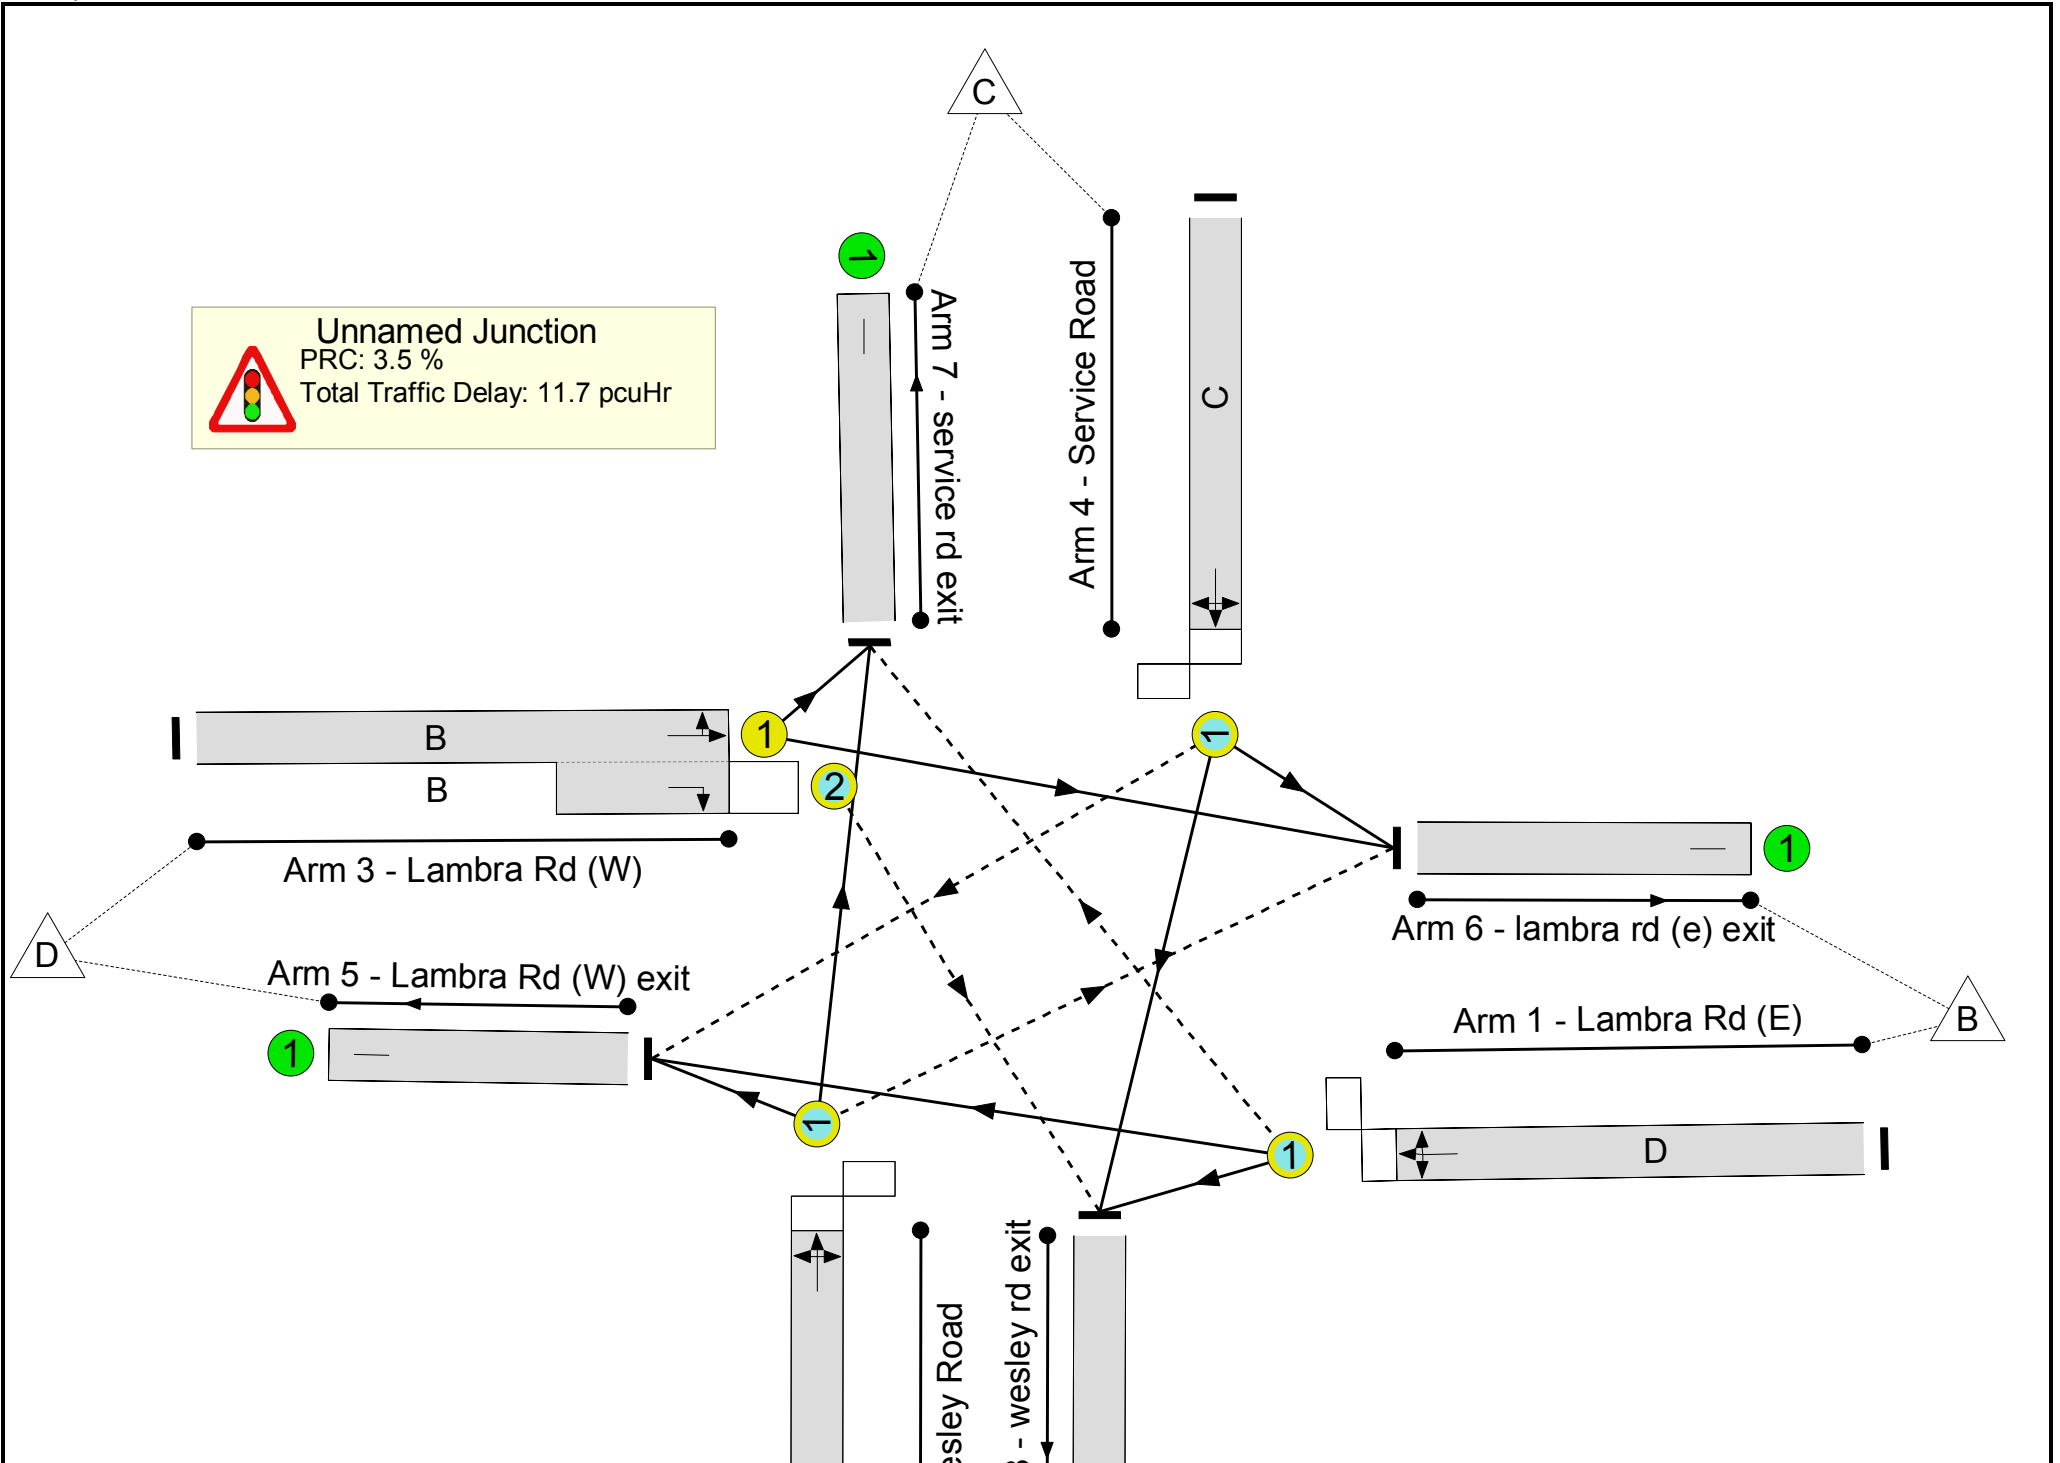 C
1
Arm 7 - service rd exit
Arm 4 - Service Road
C
Unnamed Junction
PRC: 3.5 %
Total Traffic Delay: 11.7 pcuHr
B
1
1
B
2
Arm 3 - Lambra Rd (W)
1
Arm 6 - lambra rd (e) exit
D
Arm 5 - Lambra Rd (W) exit
1
Arm 1 - Lambra Rd (E)
B
1
1
D
esley Road
- wesley rd exit